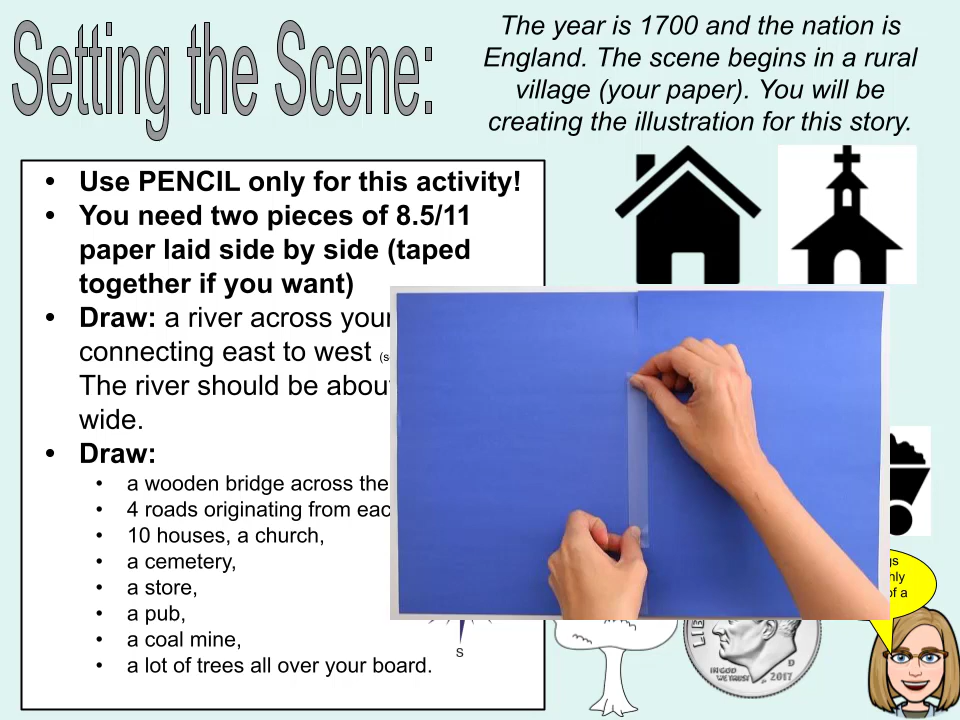 Setting the Scene:
The year is 1700 and the nation is
England. The scene begins in a rural
village (your paper). You will be
creating the illustration for this story.
• Use PENCIL only for this activity!
• You need two pieces of 8.5/11
paper laid side by side (taped
together if you want)
• Draw: a river across your
connecting east to west (s
The river should be about
wide.
• Draw:
• a wooden bridge across the
• 4 roads originating from eac
• 10 houses, a church,
• a cemetery,
• a store,
• a pub,
• a coal mine,
• a lot of trees all over your board.
S
of a
IN GOD
WE TRUST
D
2017